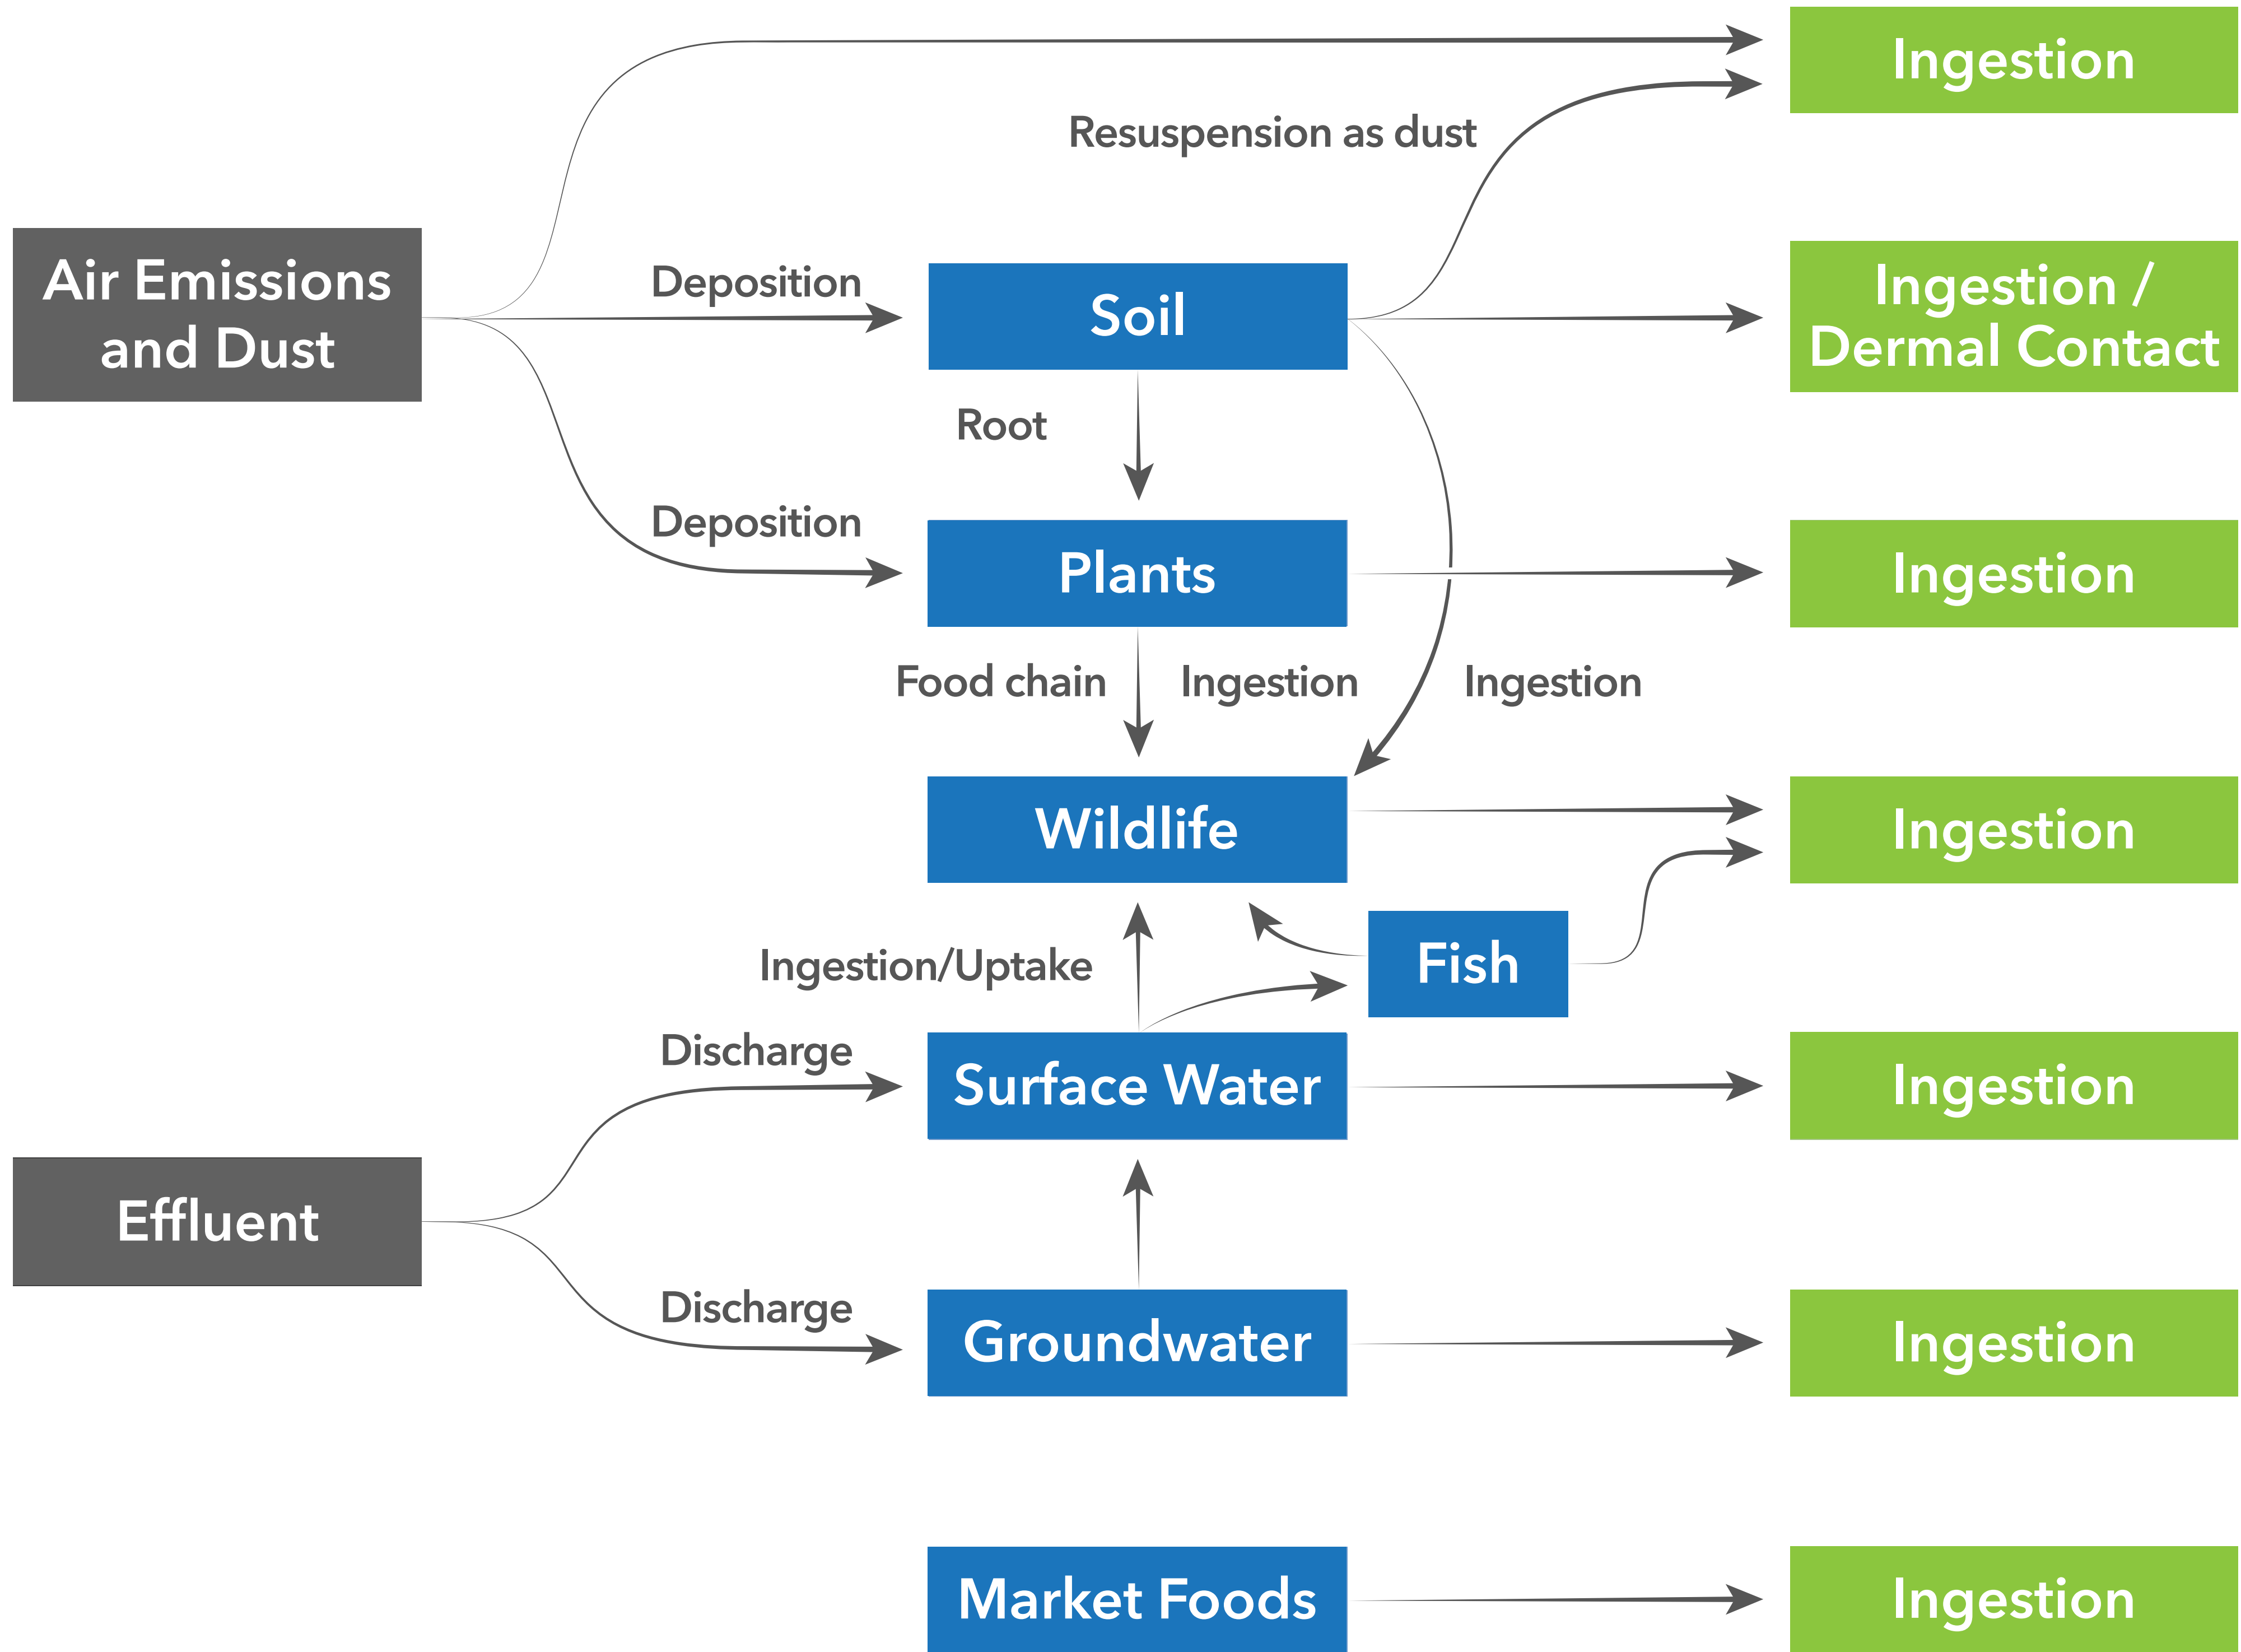 Ingestion
Resuspension as dust
Air Emissions
and Dust
Deposition
Soil
Ingestion /
Dermal Contact
Root
Deposition
Plants
Ingestion
Food chain
Ingestion
Ingestion
Wildlife
Ingestion
Ingestion/Uptake
Fish
Discharge
Surface Water
Ingestion
Effluent
Discharge
Groundwater
Ingestion
Market Foods
Ingestion